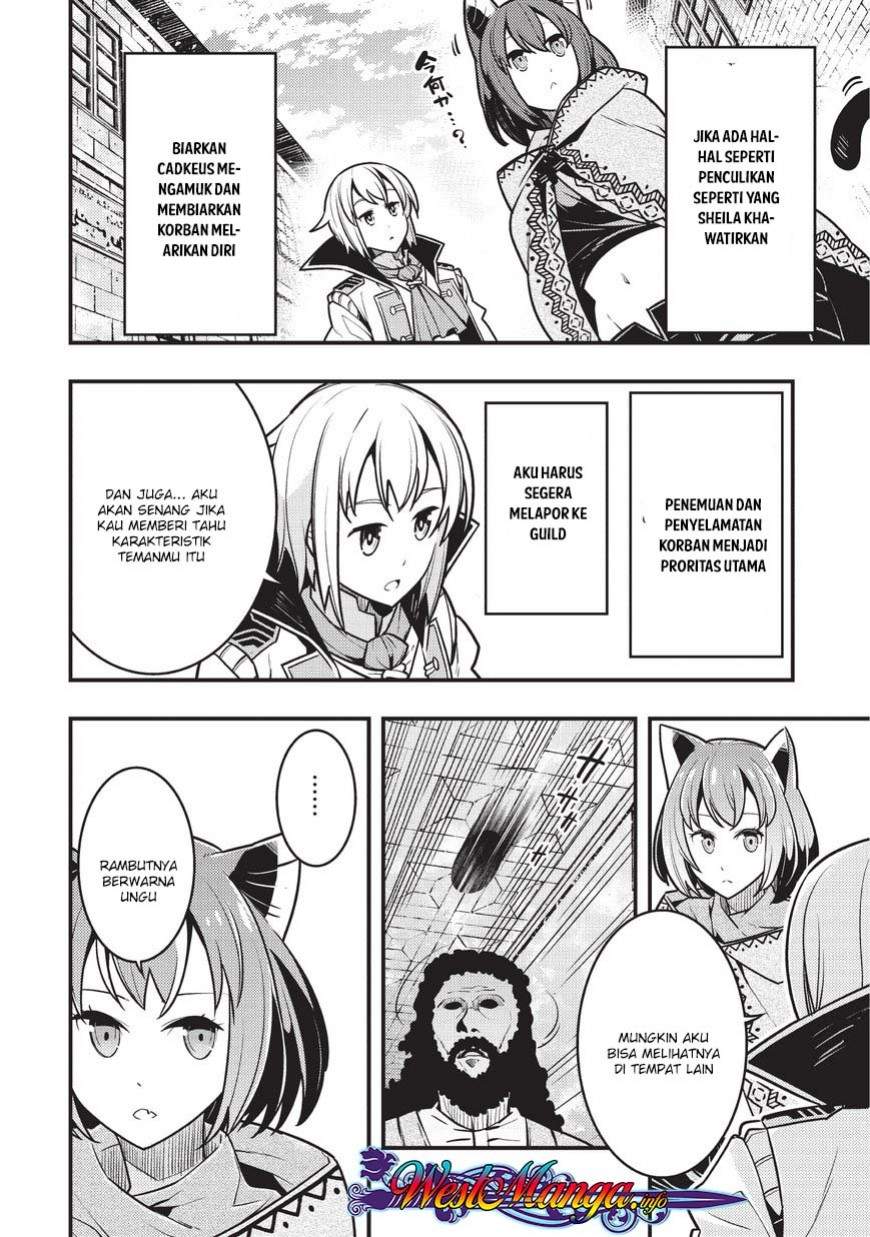 JIKA ADA HAL-
HAL SEPERTI
PENCULIKAN
SEPERTI YANG
SHEILA KHA-
WATIRKAN
今何か…?
BIARKAN
CADKEUS ME-
NGAMUK DAN
MEMBIARKAN
KORBAN MEL-
ARIKAN DIRI
PENEMUAN DAN
PENYELAMATAN
KORBAN MENJADI
PRORITAS UTAMA
AKU HARUS
SEGERA
MELAPOR KE
GUILD
DAN JUGA... AKU
AKAN SENANG JIKA
KAU MEMBERI TAHU
KARAKTERISTIK
TEMANMU ITU
MUNGKIN AKU
BISA MELIHATNYA
DI TEMPAT LAIN
........
RAMBUTNYA
BERWARNA
UNGU
WestManga.info